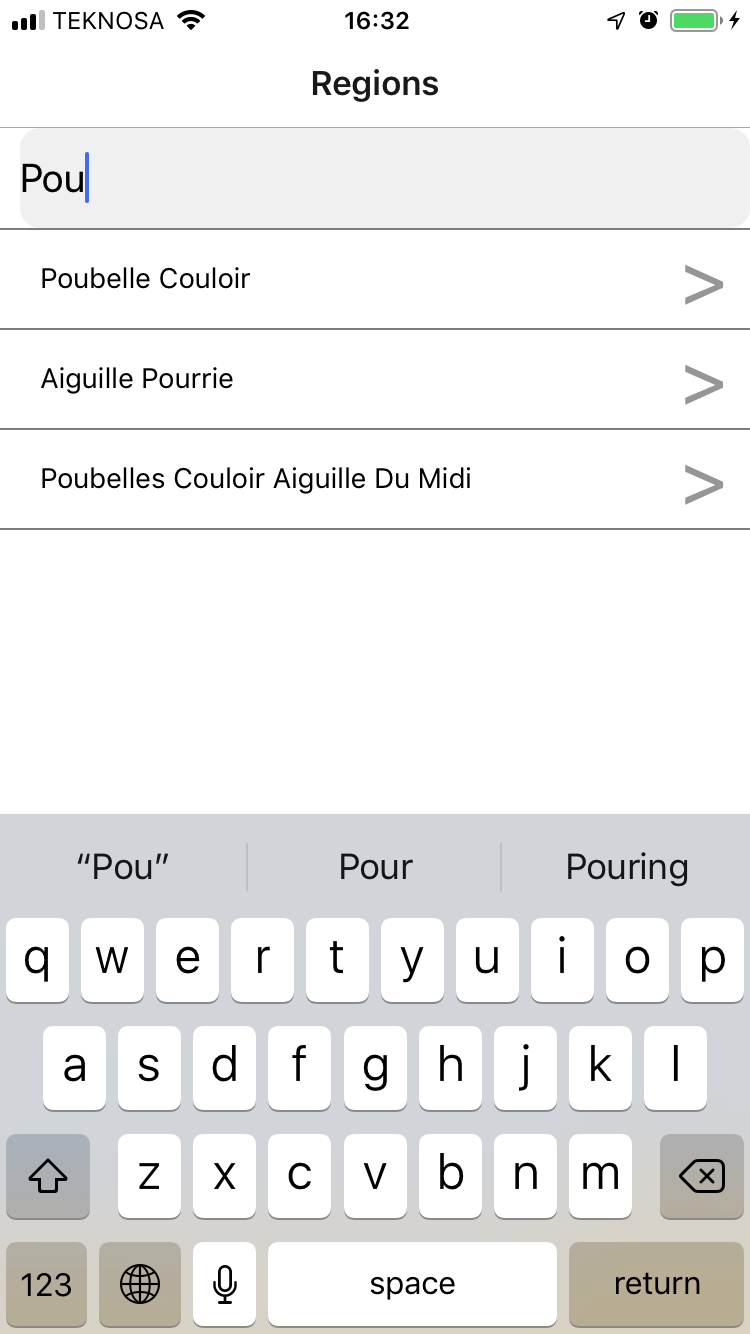 TEKNOSA 16:32
Regions
Pou
Poubelle Couloir >
Aiguille Pourrie >
Poubelles Couloir Aiguille Du Midi >
“Pou” Pour Pouring
q w e r t y u i o p
a s d f g h j k l
z x c v b n m
123 space return